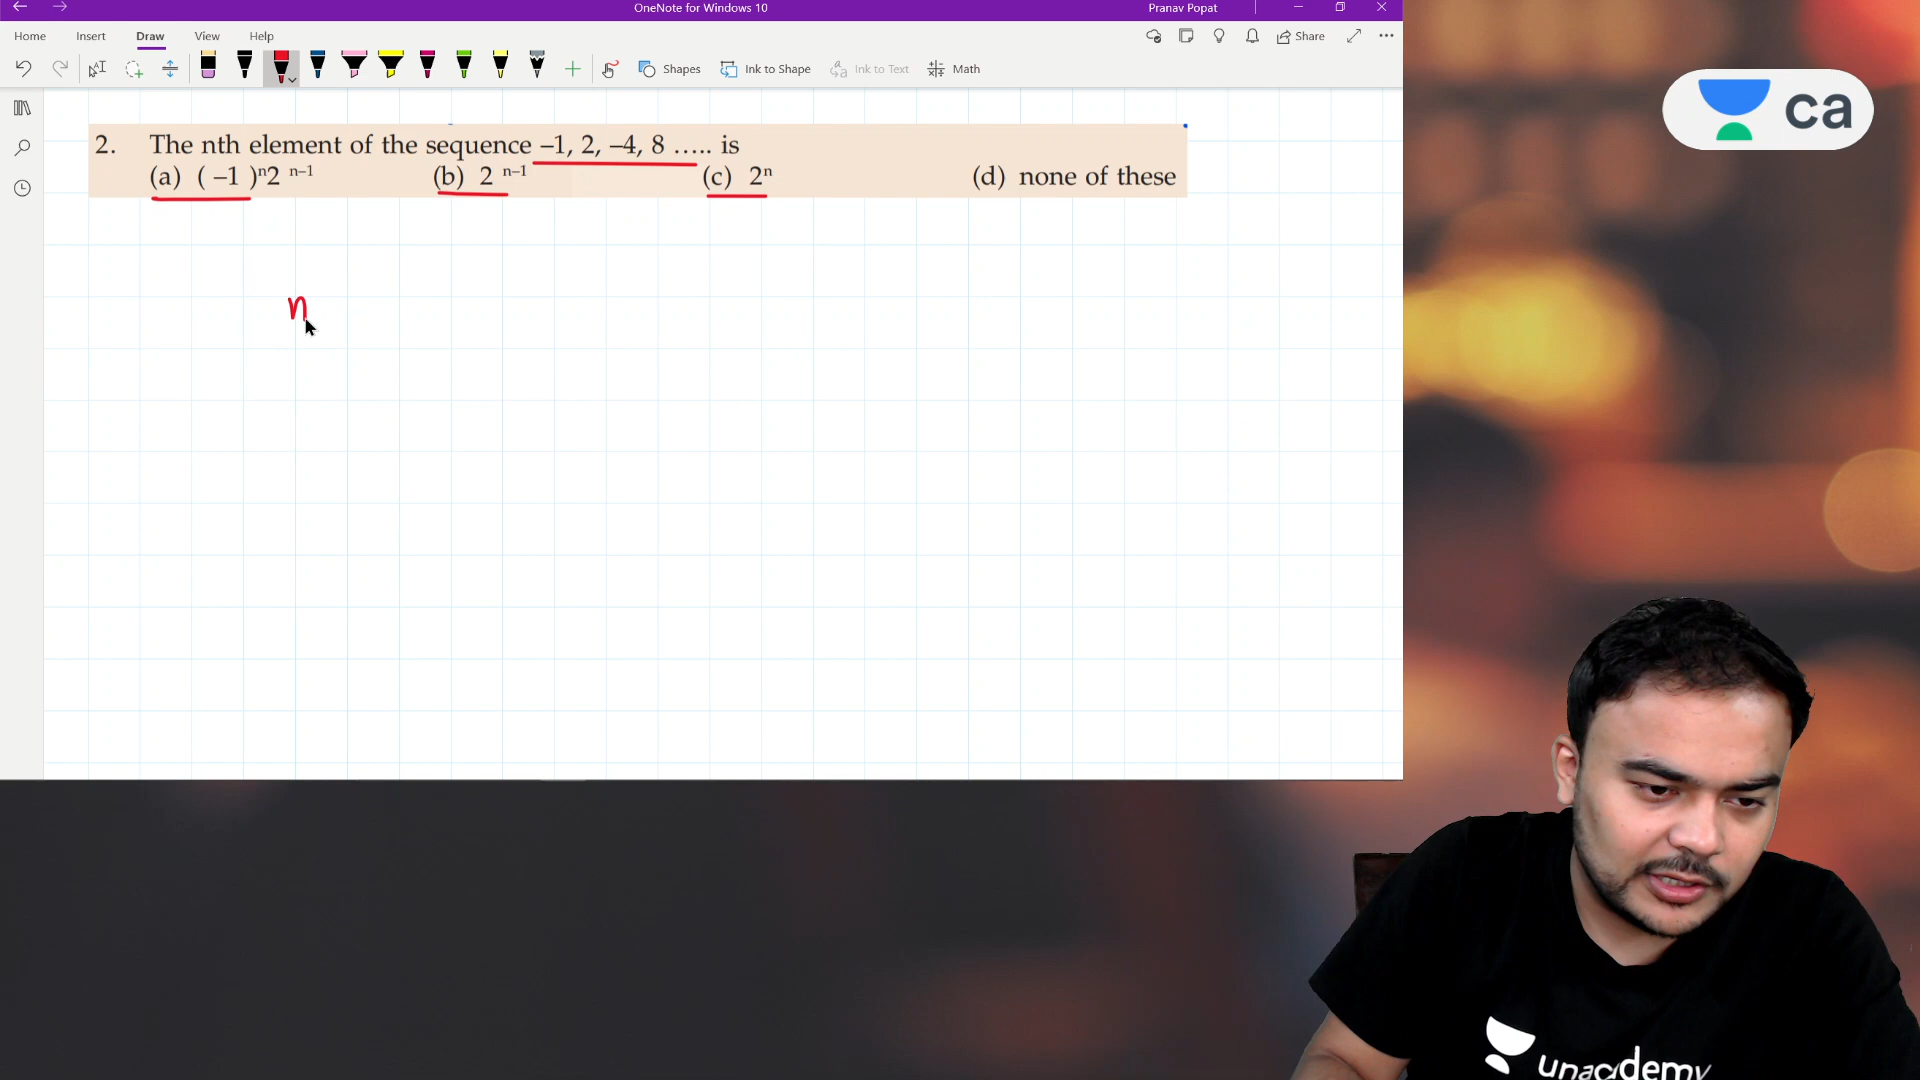 OneNote for Windows 10
Pranav Popat
Home Insert Draw View Help
Share
Shapes Ink to Shape Ink to Text Math
2. The nth element of the sequence –1, 2, –4, 8 ..... is
(a) ( –1 )ⁿ2 ⁿ⁻¹ (b) 2 ⁿ⁻¹ (c) 2ⁿ (d) none of these
n
ca
unacademy